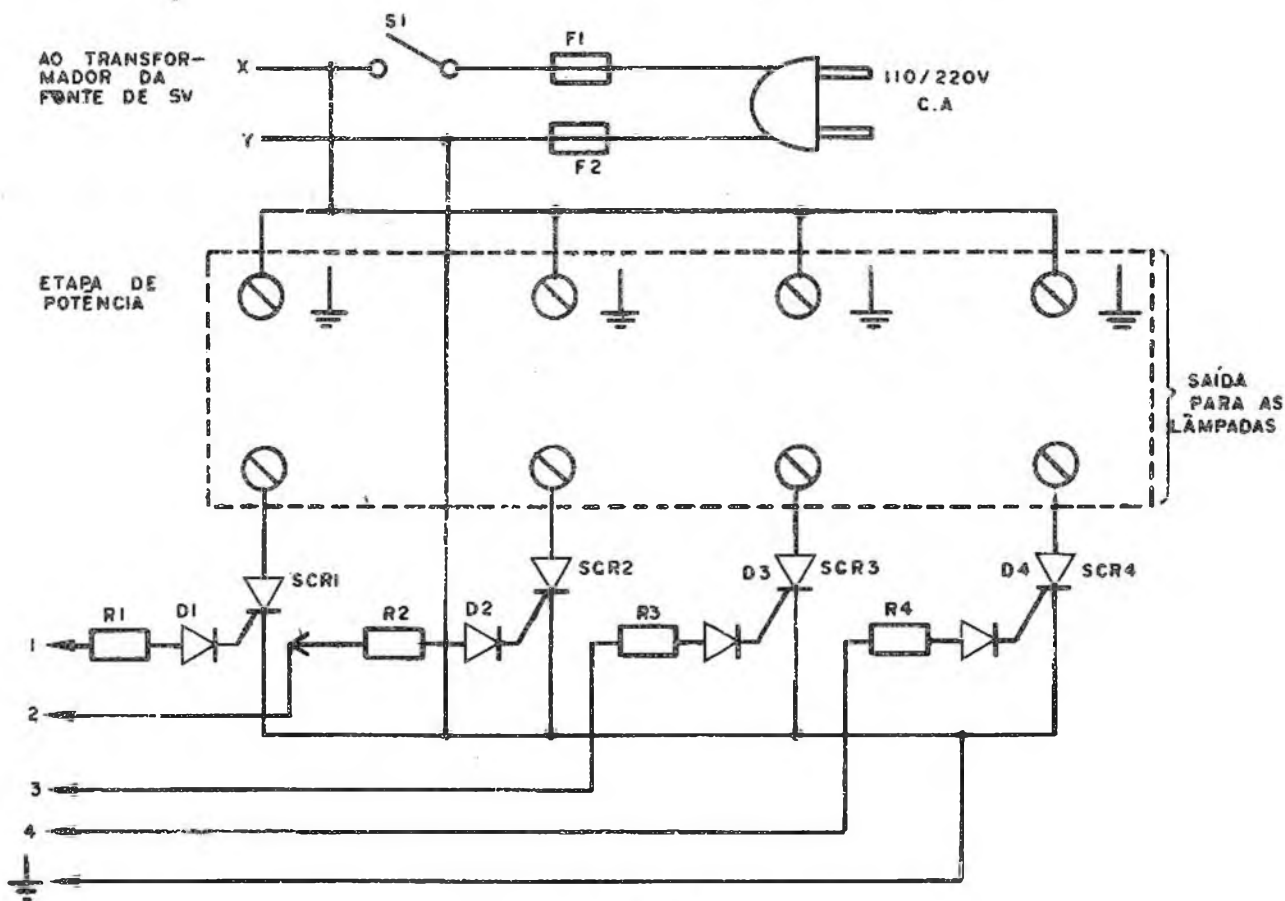 S1
F1
AO TRANSFOR-
MADOR DA
FONTE DE 5V
X
110/220V
C.A
Y
F2
ETAPA DE
POTÊNCIA
SAÍDA
PARA AS
LÂMPADAS
SCR1
SCR2
D3
SCR3
D4
SCR4
R1
D1
R2
D2
R3
R4
1
2
3
4